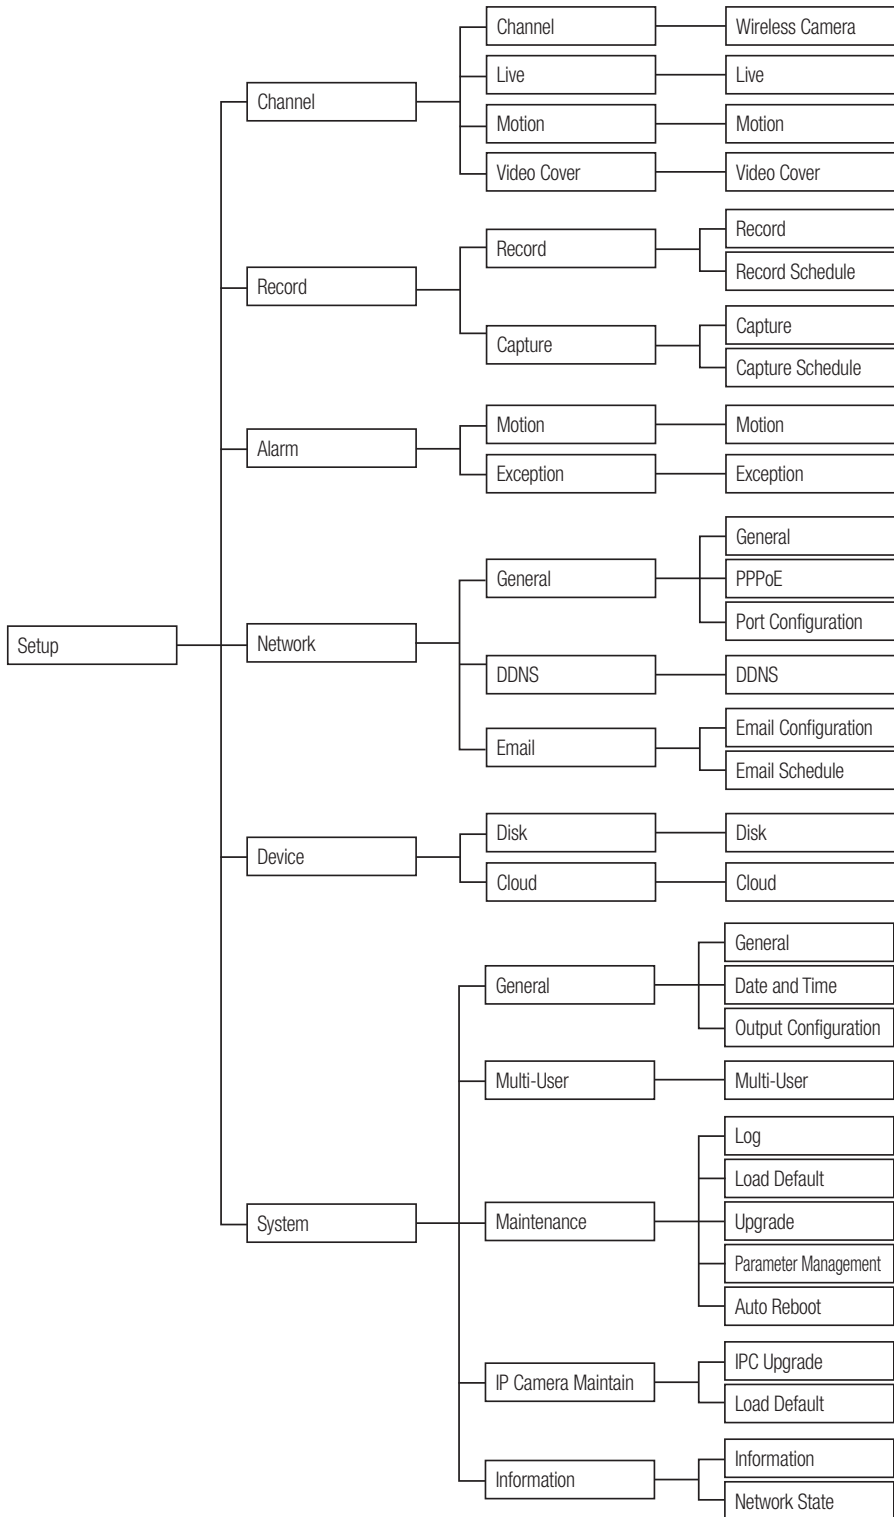 Channel
Wireless Camera
Live
Live
Channel
Motion
Motion
Video Cover
Video Cover
Record
Record
Record Schedule
Record
Capture
Capture
Capture Schedule
Motion
Motion
Alarm
Exception
Exception
General
General
PPPoE
Port Configuration
Setup
Network
DDNS
DDNS
Email Configuration
Email
Email Schedule
Disk
Disk
Device
Cloud
Cloud
General
General
Date and Time
Output Configuration
Multi-User
Multi-User
Log
Load Default
System
Maintenance
Upgrade
Parameter Management
Auto Reboot
IPC Upgrade
IP Camera Maintain
Load Default
Information
Information
Network State